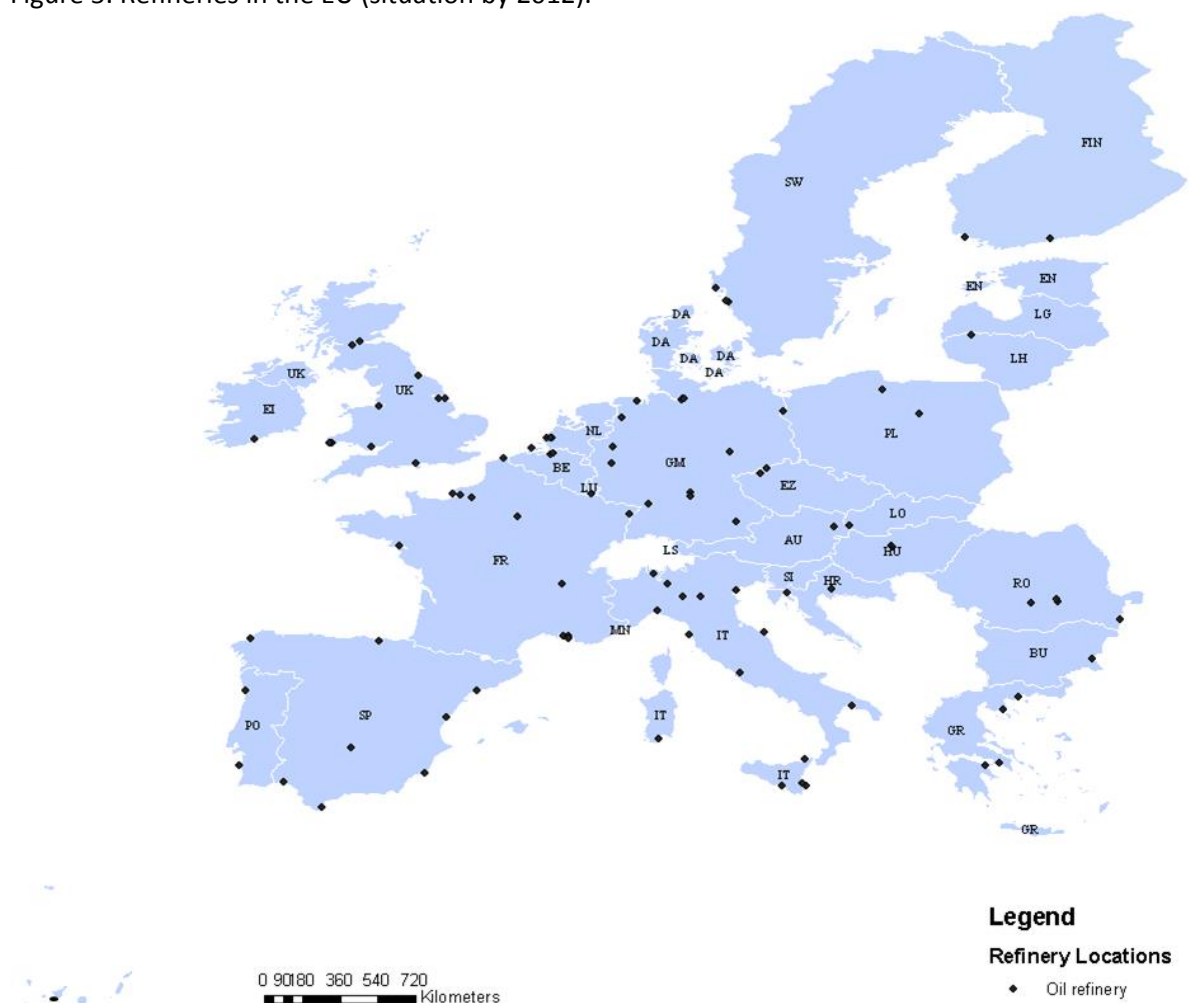 Figure 3. Refineries in the EU (situation by 2012).
FIN
SW
EN
EN
LG
LH
DA
DA
DA
DA
DA
UK
UK
EI
NL
PL
BE
GM
LU
EZ
LO
AU
HU
LS
FR
SI
HR
RO
MN
IT
BU
PO
SP
IT
GR
IT
GR
Legend
Refinery Locations
Oil refinery
0 90180 360 540 720
Kilometers